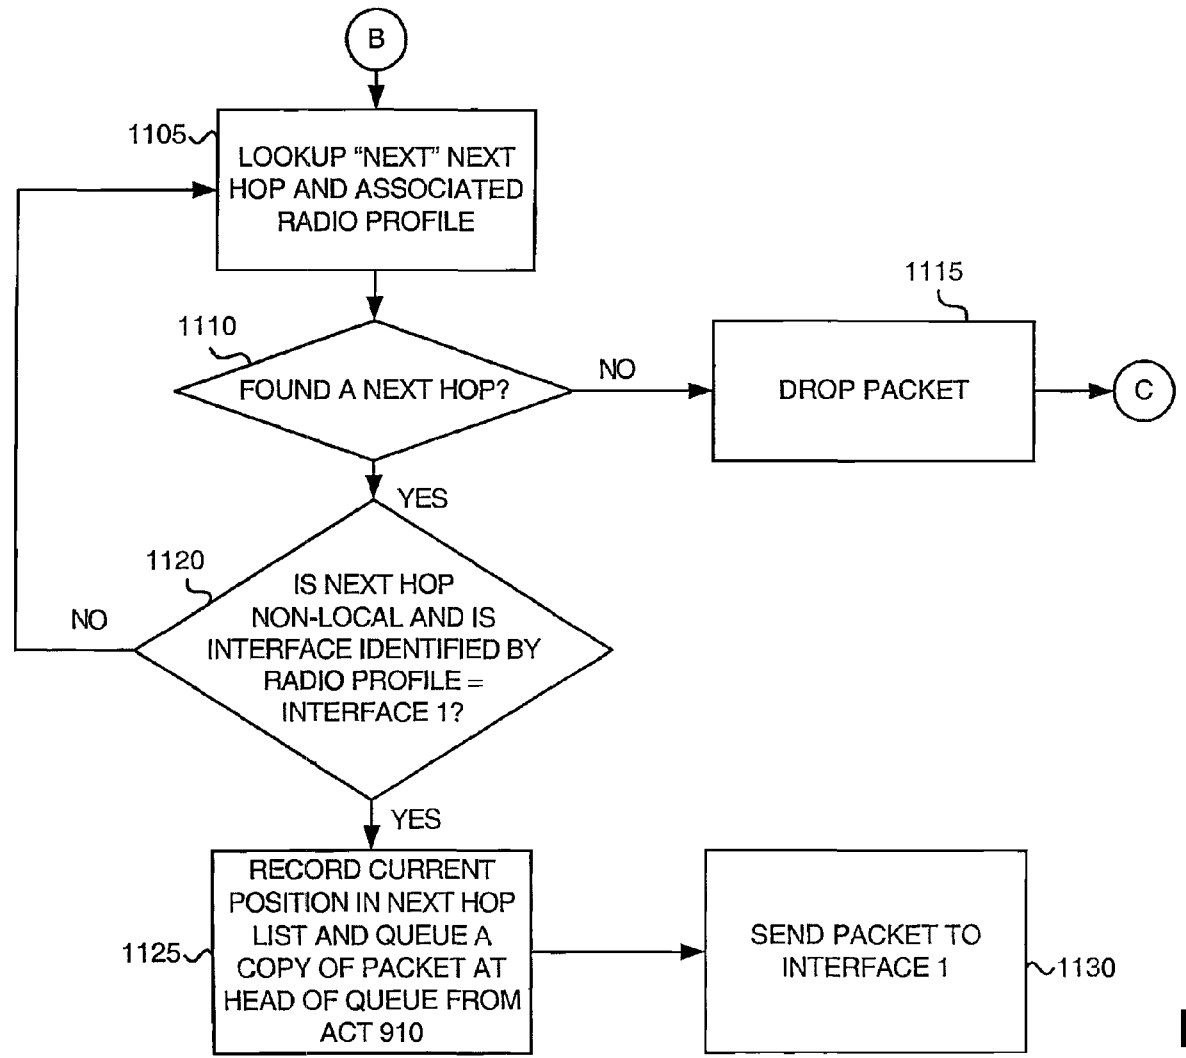 B
1105
LOOKUP “NEXT” NEXT
HOP AND ASSOCIATED
RADIO PROFILE
1110
FOUND A NEXT HOP?
NO
1115
DROP PACKET
C
YES
1120
IS NEXT HOP
NON-LOCAL AND IS
INTERFACE IDENTIFIED BY
RADIO PROFILE =
INTERFACE 1?
NO
YES
1125
RECORD CURRENT
POSITION IN NEXT HOP
LIST AND QUEUE A
COPY OF PACKET AT
HEAD OF QUEUE FROM
ACT 910
SEND PACKET TO
INTERFACE 1
1130